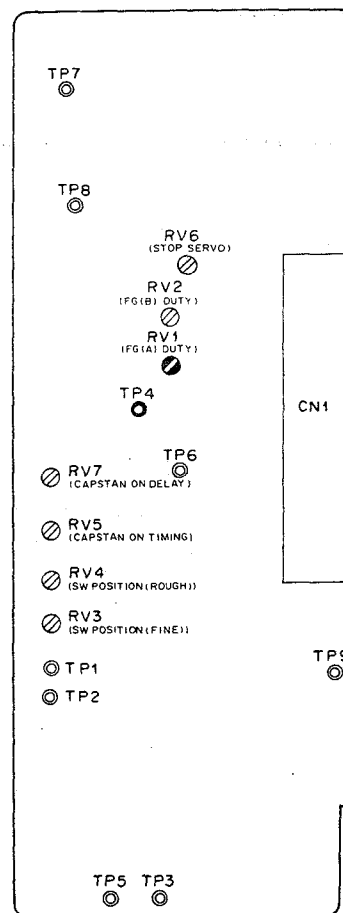 TP7
TP8
RV6
(STOP SERVO)
RV2
(FG(B) DUTY)
RV1
(FG(A) DUTY)
TP4
CN1
TP6
RV7
(CAPSTAN ON DELAY)
RV5
(CAPSTAN ON TIMING)
RV4
(SW POSITION(ROUGH))
RV3
(SW POSITION(FINE))
TP1
TP9
TP2
TP5 TP3